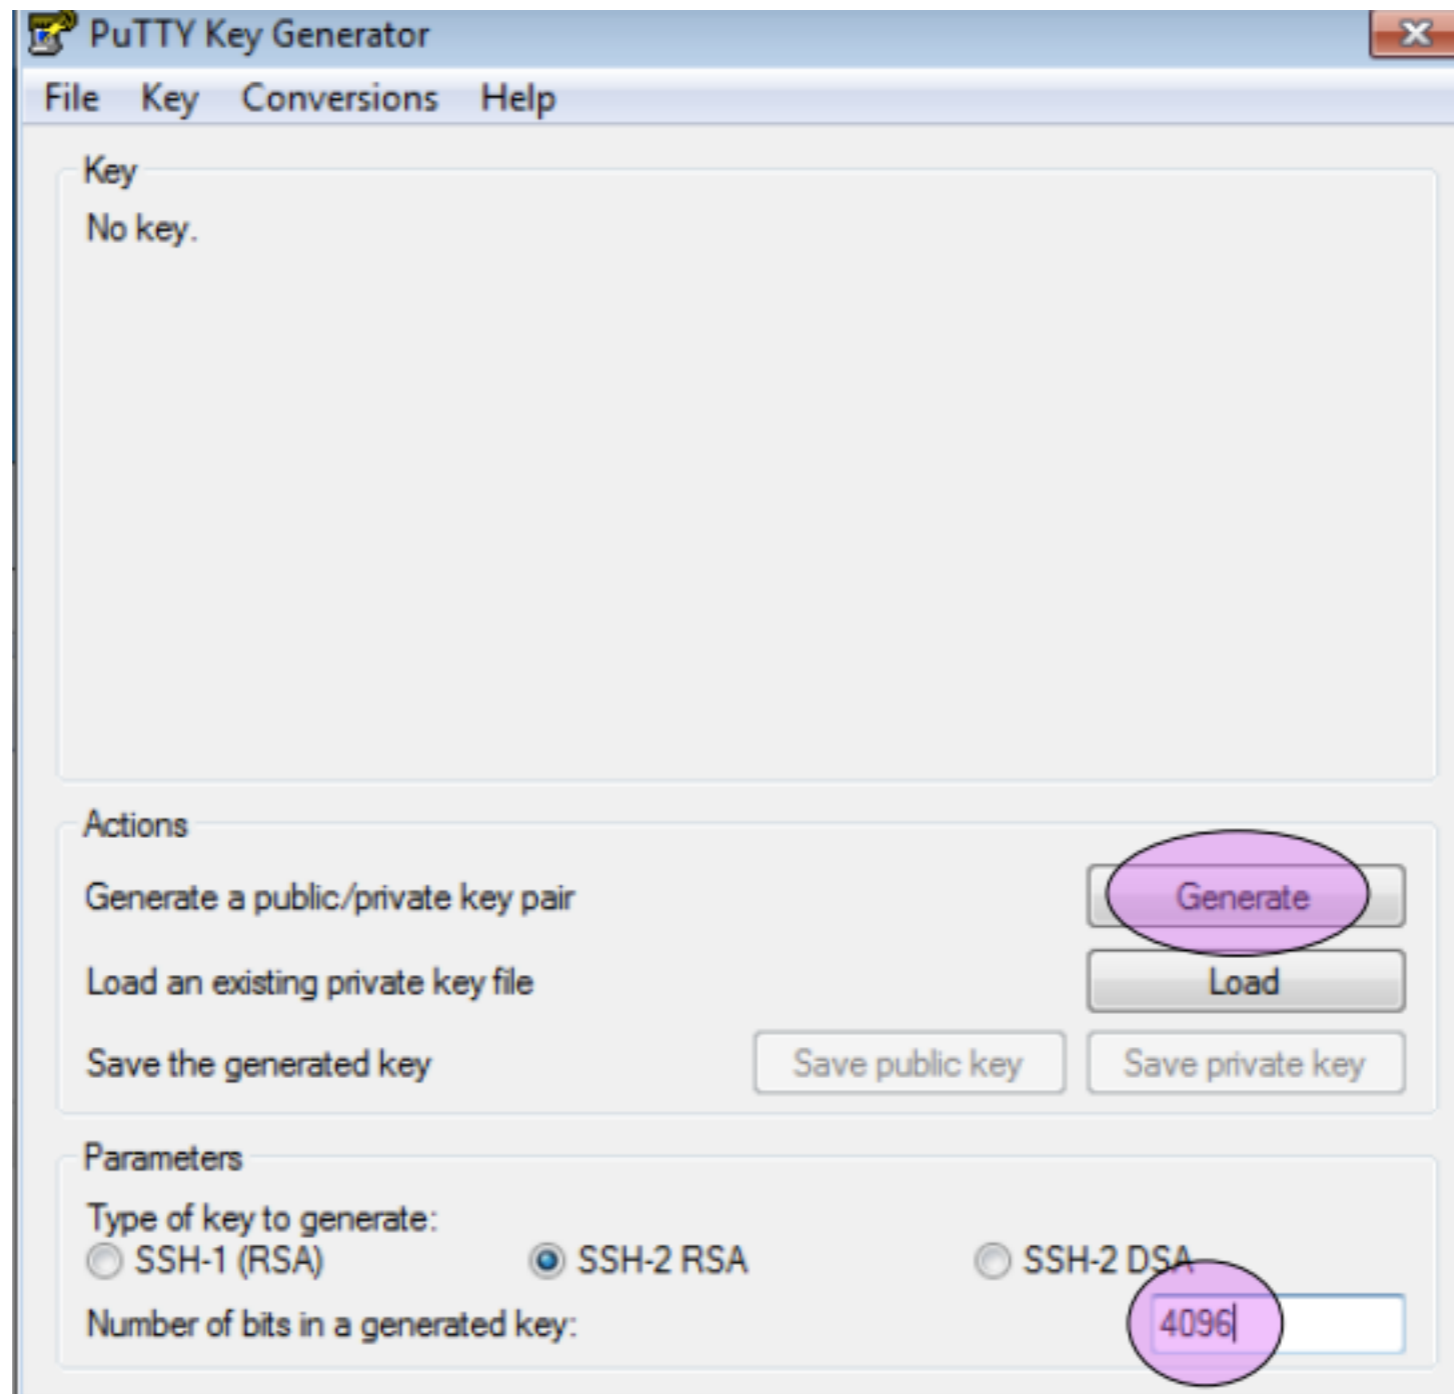 PuTTY Key Generator
File Key Conversions Help
Key
No key.
Actions
Generate a public/private key pair Generate
Load an existing private key file Load
Save the generated key Save public key Save private key
Parameters
Type of key to generate:
SSH-1 (RSA) SSH-2 RSA SSH-2 DSA
Number of bits in a generated key: 4096